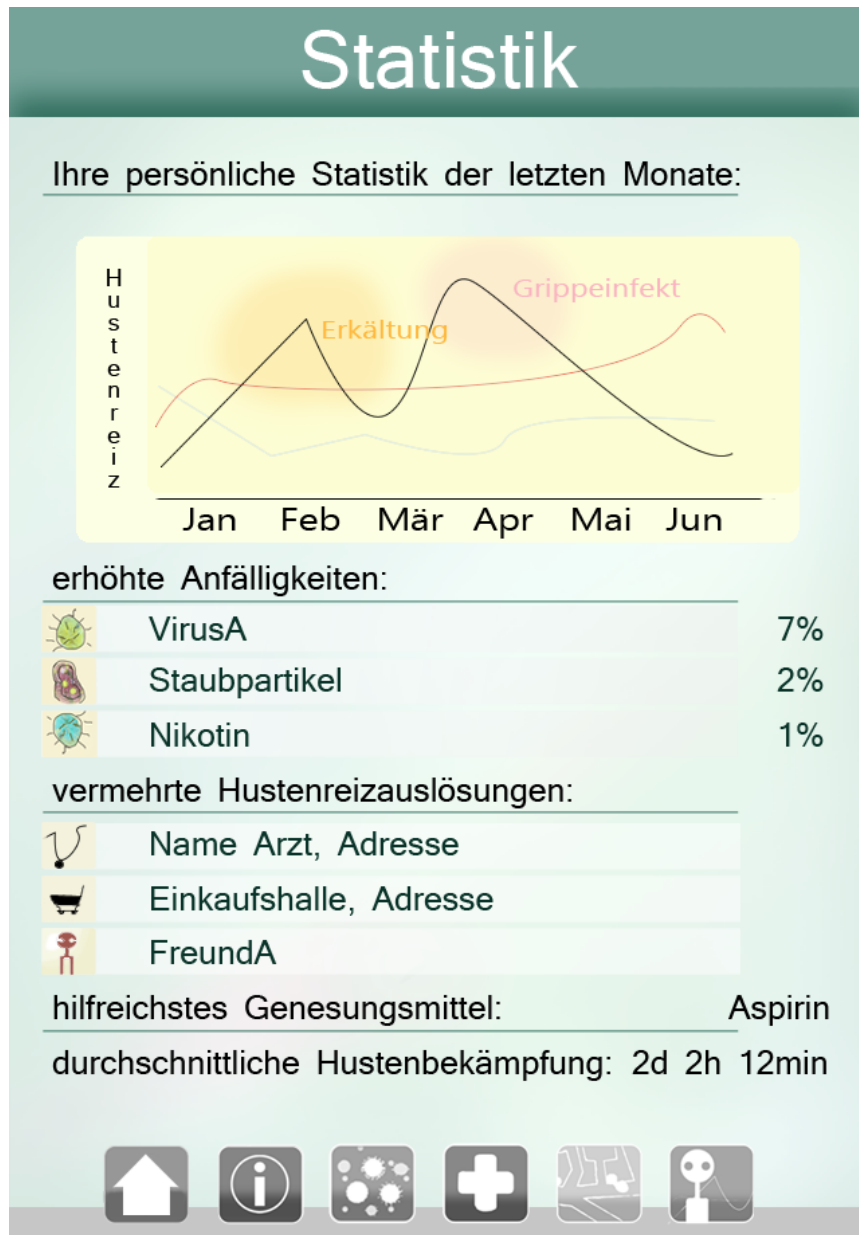 Statistik
Ihre persönliche Statistik der letzten Monate:
Hustenreiz
Grippeinfekt
Erkältung
Jan Feb Mär Apr Mai Jun
erhöhte Anfälligkeiten:
VirusA 7%
Staubpartikel 2%
Nikotin 1%
vermehrte Hustenreizauslösungen:
Name Arzt, Adresse
Einkaufshalle, Adresse
FreundA
hilfreichstes Genesungsmittel: Aspirin
durchschnittliche Hustenbekämpfung: 2d 2h 12min